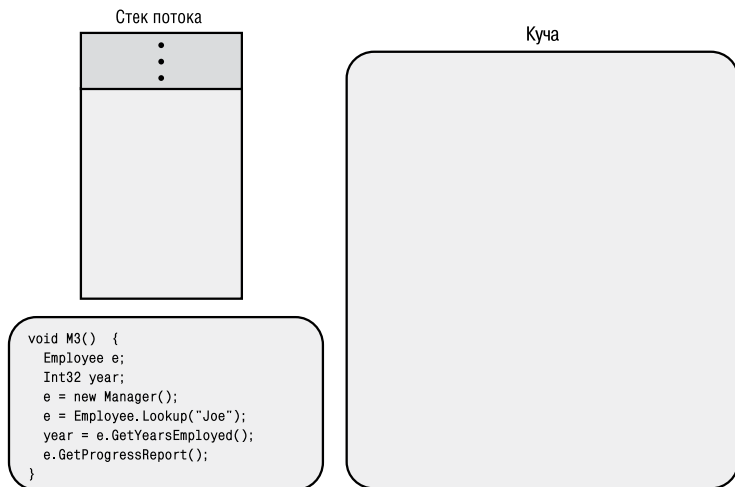 Стек потока
Куча
void M3() {
Employee e;
Int32 year;
e = new Manager();
e = Employee.Lookup("Joe");
year = e.GetYearsEmployed();
e.GetProgressReport();
}